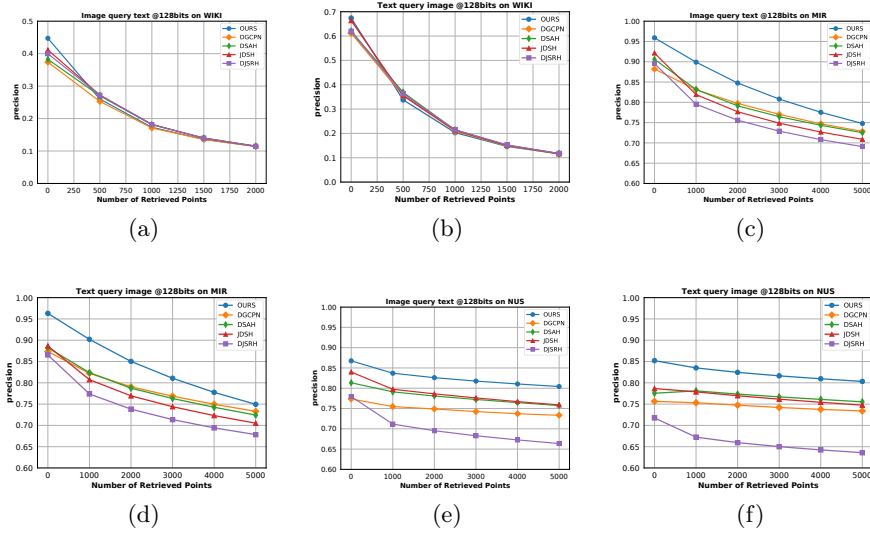 Image query text @128bits on WIKI
0.5
0.4
0.3
0.2
0.1
0.0
precision
OURS
DGCPN
DSAH
JDSH
DJSRH
0 250 500 750 1000 1250 1500 1750 2000
Number of Retrieved Points
(a)
Text query image @128bits on WIKI
0.7
0.6
0.5
0.4
0.3
0.2
0.1
0.0
precision
OURS
DGCPN
DSAH
JDSH
DJSRH
0 250 500 750 1000 1250 1500 1750 2000
Number of Retrieved Points
(b)
Image query text @128bits on MIR
1.00
0.95
0.90
0.85
0.80
0.75
0.70
0.65
0.60
precision
OURS
DGCPN
DSAH
JDSH
DJSRH
0 1000 2000 3000 4000 5000
Number of Retrieved Points
(c)
Text query image @128bits on MIR
1.00
0.95
0.90
0.85
0.80
0.75
0.70
0.65
0.60
precision
OURS
DGCPN
DSAH
JDSH
DJSRH
0 1000 2000 3000 4000 5000
Number of Retrieved Points
(d)
Image query text @128bits on NUS
1.00
0.95
0.90
0.85
0.80
0.75
0.70
0.65
0.60
precision
OURS
DGCPN
DSAH
JDSH
DJSRH
0 1000 2000 3000 4000 5000
Number of Retrieved Points
(e)
Text query image @128bits on NUS
1.00
0.95
0.90
0.85
0.80
0.75
0.70
0.65
0.60
precision
OURS
DGCPN
DSAH
JDSH
DJSRH
0 1000 2000 3000 4000 5000
Number of Retrieved Points
(f)